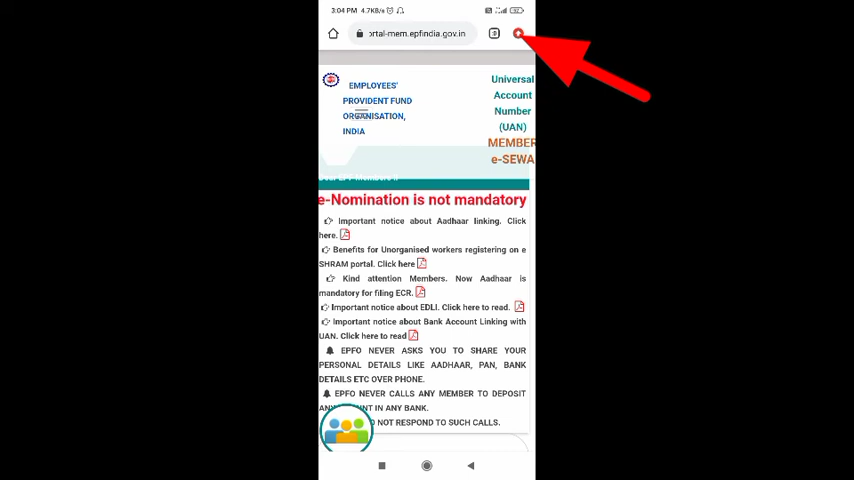 3:04 PM 4.7KB/s
ortal-mem.epfindia.gov.in
EMPLOYEES'
PROVIDENT FUND
ORGANISATION,
INDIA
Universal
Account
Number
(UAN)
MEMBER
e-SEWA
Dear EPF Members !!
e-Nomination is not mandatory
Important notice about Aadhaar linking. Click
here.
Benefits for Unorganised workers registering on e
SHRAM portal. Click here
Kind attention Members. Now Aadhaar is
mandatory for filing ECR.
Important notice about EDLI. Click here to read.
Important notice about Bank Account Linking with
UAN. Click here to read
EPFO NEVER ASKS YOU TO SHARE YOUR
PERSONAL DETAILS LIKE AADHAAR, PAN, BANK
DETAILS ETC OVER PHONE.
EPFO NEVER CALLS ANY MEMBER TO DEPOSIT
IN ANY BANK.
NOT RESPOND TO SUCH CALLS.